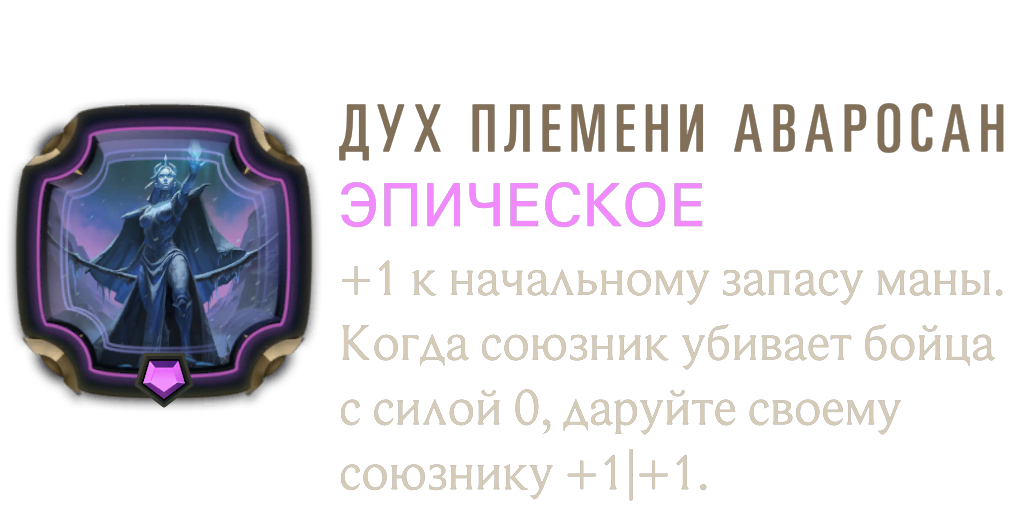 ДУХ ПЛЕМЕНИ АВАРОСАН
ЭПИЧЕСКОЕ
+1 к начальному запасу маны.
Когда союзник убивает бойца
с силой 0, даруйте своему
союзнику +1|+1.